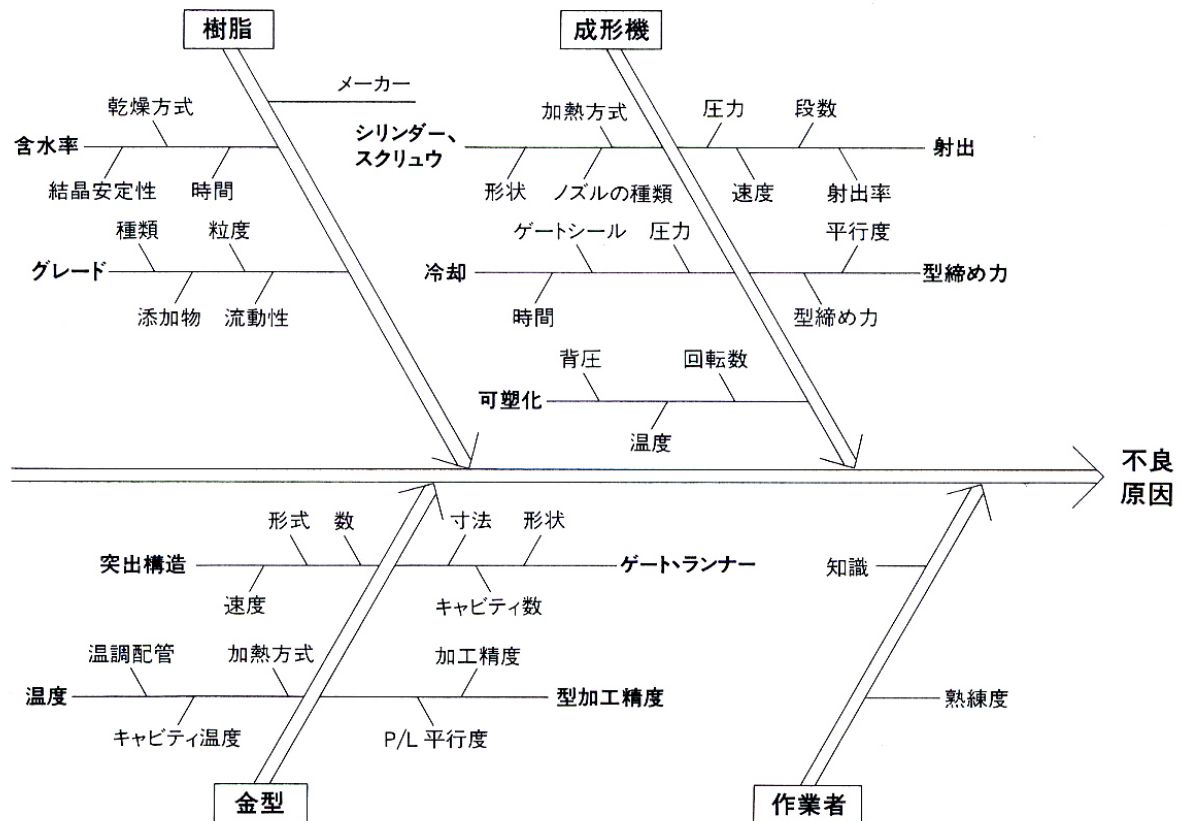 樹脂
成形機
メーカー
乾燥方式
含水率
結晶安定性
時間
種類
粒度
グレード
添加物
流動性
加熱方式
シリンダー、
スクリュウ
形状
ノズルの種類
圧力
段数
射出
速度
射出率
ゲートシール
圧力
冷却
時間
平行度
型締め力
型締め力
背圧
回転数
可塑化
温度
不良
原因
形式
数
突出構造
速度
寸法
形状
ゲート、ランナー
キャビティ数
温調配管
加熱方式
温度
キャビティ温度
加工精度
型加工精度
P/L 平行度
知識
熟練度
金型
作業者